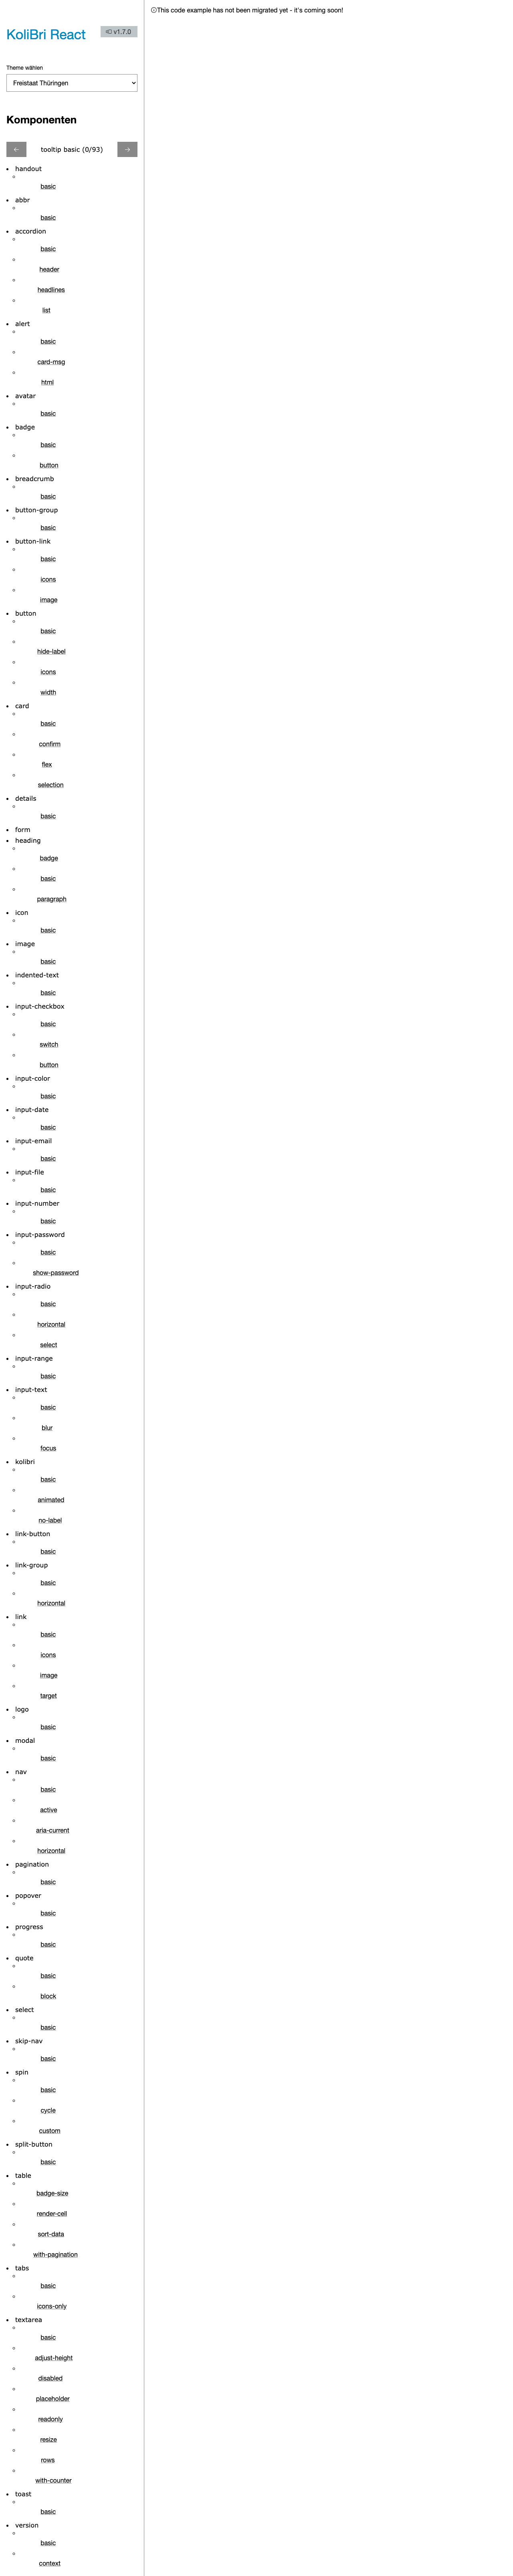 KoliBri React
v1.7.0
Theme wählen
Freistaat Thüringen
Komponenten
tooltip basic (0/93)
handout
basic
abbr
basic
accordion
basic
header
headlines
list
alert
basic
card-msg
html
avatar
basic
badge
basic
button
breadcrumb
basic
button-group
basic
button-link
basic
icons
image
button
basic
hide-label
icons
width
card
basic
confirm
flex
selection
details
basic
form
heading
badge
basic
paragraph
icon
basic
image
basic
indented-text
basic
input-checkbox
basic
switch
button
input-color
basic
input-date
basic
input-email
basic
input-file
basic
input-number
basic
input-password
basic
show-password
input-radio
basic
horizontal
select
input-range
basic
input-text
basic
blur
focus
kolibri
basic
animated
no-label
link-button
basic
link-group
basic
horizontal
link
basic
icons
image
target
logo
basic
modal
basic
nav
basic
active
aria-current
horizontal
pagination
basic
popover
basic
progress
basic
quote
basic
block
select
basic
skip-nav
basic
spin
basic
cycle
custom
split-button
basic
table
badge-size
render-cell
sort-data
with-pagination
tabs
basic
icons-only
textarea
basic
adjust-height
disabled
placeholder
readonly
resize
rows
with-counter
toast
basic
version
basic
context
This code example has not been migrated yet - it's coming soon!